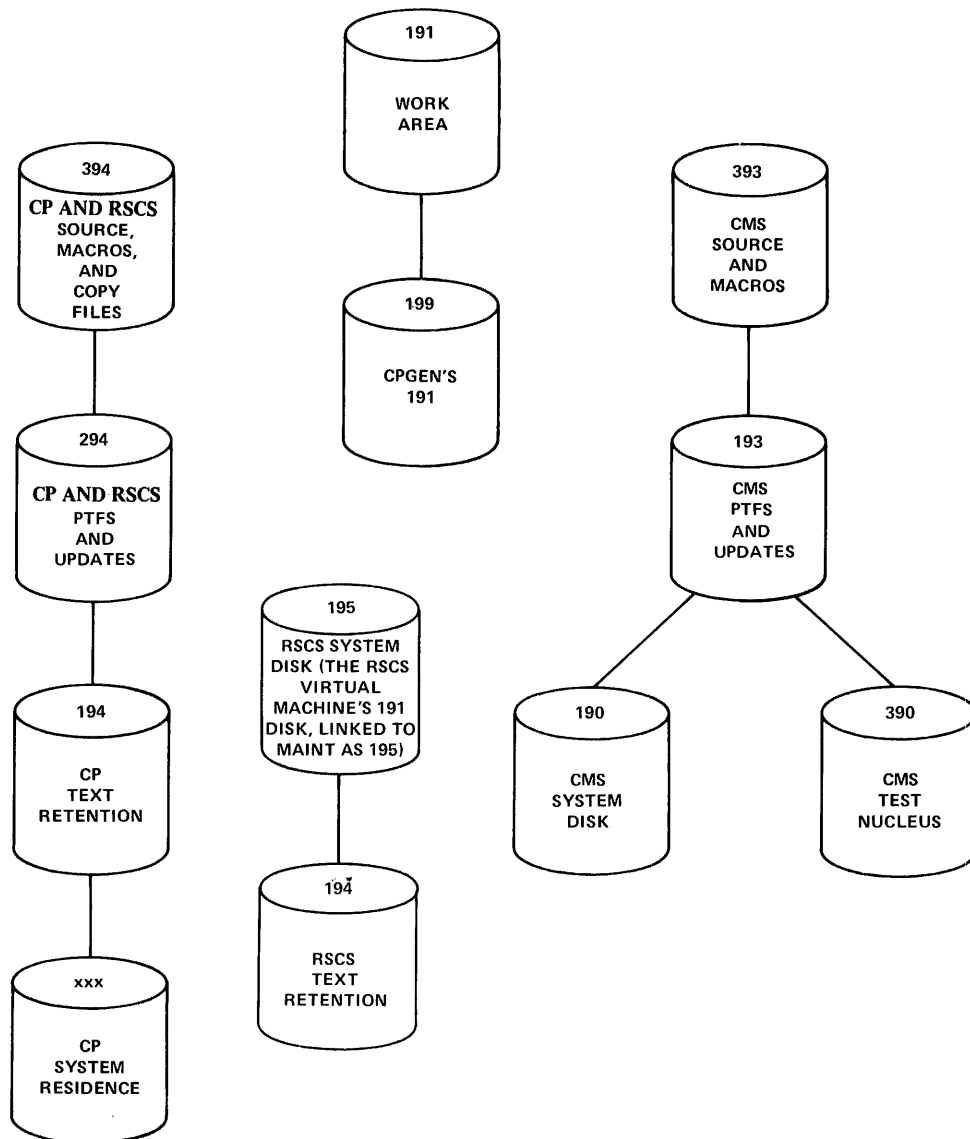 191
WORK
AREA
394
CP AND RSCS
SOURCE,
MACROS,
AND
COPY
FILES
393
CMS
SOURCE
AND
MACROS
199
CPGEN'S
191
294
CP AND RSCS
PTFS
AND
UPDATES
193
CMS
PTFS
AND
UPDATES
195
RSCS SYSTEM
DISK (THE RSCS
VIRTUAL
MACHINE'S 191
DISK, LINKED TO
MAINT AS 195)
194
CP
TEXT
RETENTION
190
CMS
SYSTEM
DISK
390
CMS
TEST
NUCLEUS
194
RSCS
TEXT
RETENTION
xxx
CP
SYSTEM
RESIDENCE